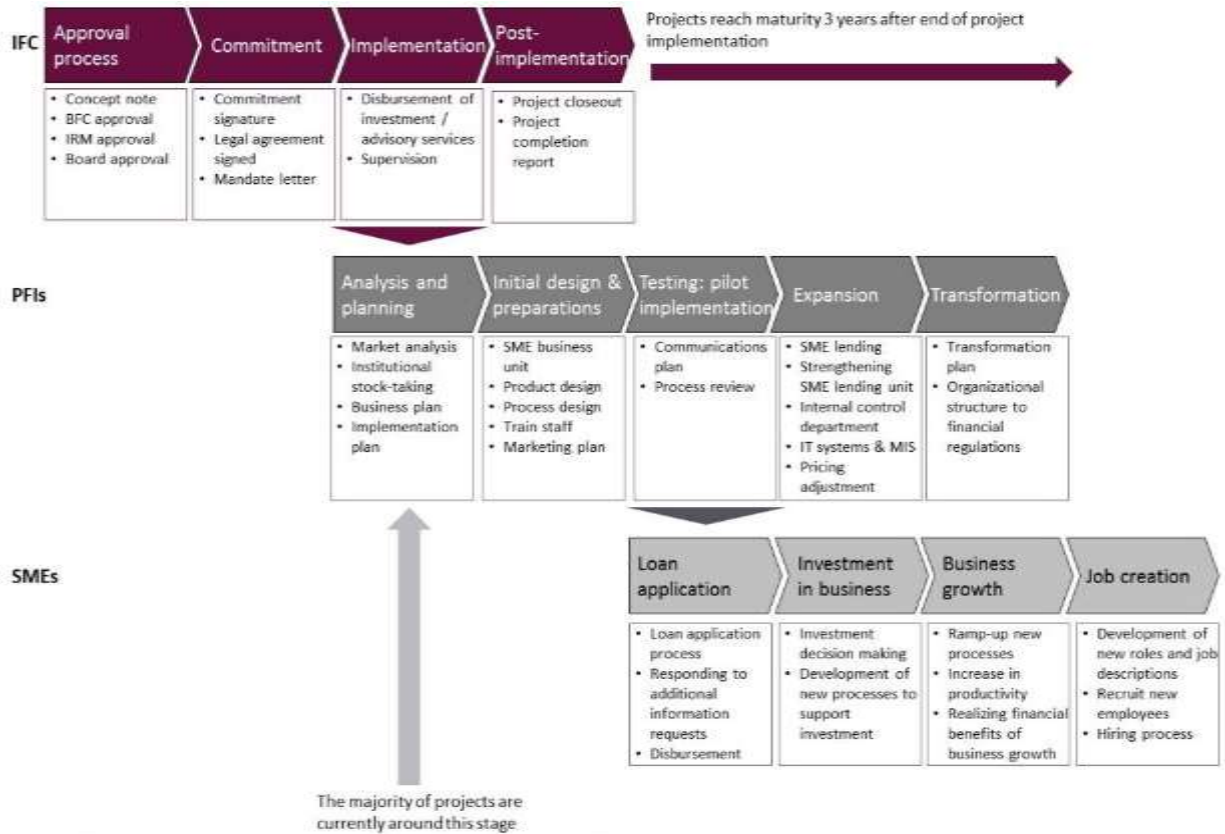 IFC
Approval
process
Commitment
Implementation
Post-
implementation
Projects reach maturity 3 years after end of project
implementation
• Concept note
• BFC approval
• IRM approval
• Board approval
• Commitment
signature
• Legal agreement
signed
• Mandate letter
• Disbursement of
investment /
advisory services
• Supervision
• Project closeout
• Project
completion
report
PFIs
Analysis and
planning
Initial design &
preparations
Testing: pilot
implementation
Expansion
Transformation
• Market analysis
• Institutional
stock-taking
• Business plan
• Implementation
plan
• SME business
unit
• Product design
• Process design
• Train staff
• Marketing plan
• Communications
plan
• Process review
• SME lending
• Strengthening
SME lending unit
• Internal control
department
• IT systems & MIS
• Pricing
adjustment
• Transformation
plan
• Organizational
structure to
financial
regulations
SMEs
Loan
application
Investment
in business
Business
growth
Job creation
• Loan application
process
• Responding to
additional
information
requests
• Disbursement
• Investment
decision making
• Development of
new processes to
support
investment
• Ramp-up new
processes
• Increase in
productivity
• Realizing financial
benefits of
business growth
• Development of
new roles and job
descriptions
• Recruit new
employees
• Hiring process
The majority of projects are
currently around this stage